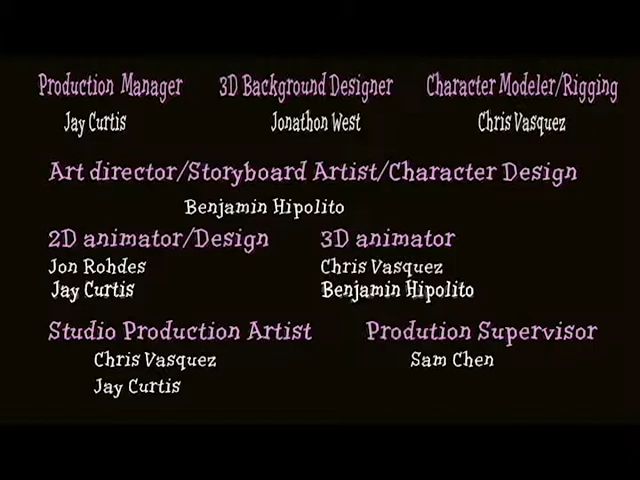 Production Manager 3D Background Designer Character Modeler/Rigging
Jay Curtis Jonathon West Chris Vasquez
Art director/Storyboard Artist/Character Design
Benjamin Hipolito
2D animator/Design 3D animator
Jon Rohdes Chris Vasquez
Jay Curtis Benjamin Hipolito
Studio Production Artist Prodution Supervisor
Chris Vasquez Sam Chen
Jay Curtis